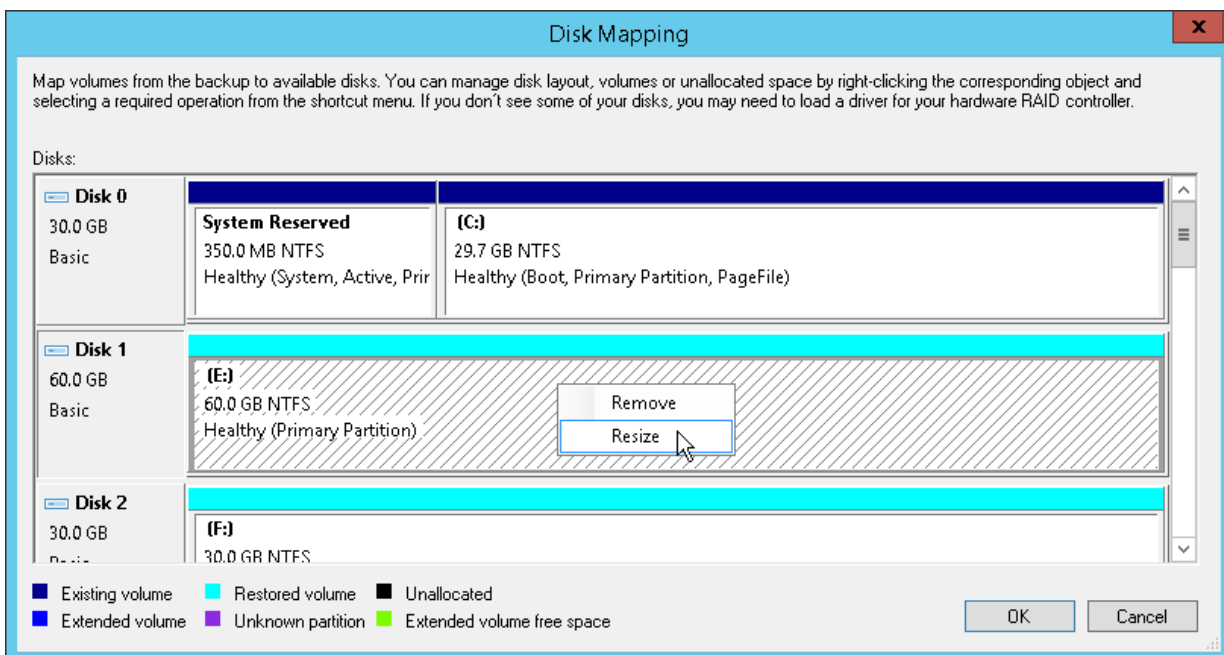 Disk Mapping
x
Map volumes from the backup to available disks. You can manage disk layout, volumes or unallocated space by right-clicking the corresponding object and
selecting a required operation from the shortcut menu. If you don´t see some of your disks, you may need to load a driver for your hardware RAID controller.
Disks:
Disk 0
30.0 GB
Basic
System Reserved
350.0 MB NTFS
Healthy (System, Active, Prir
(C:)
29.7 GB NTFS
Healthy (Boot, Primary Partition, PageFile)
Disk 1
60.0 GB
Basic
(E:)
60.0 GB NTFS
Healthy (Primary Partition)
Remove
Resize
Disk 2
30.0 GB
(F:)
30.0 GB NTFS
Existing volume
Restored volume
Unallocated
Extended volume
Unknown partition
Extended volume free space
OK
Cancel